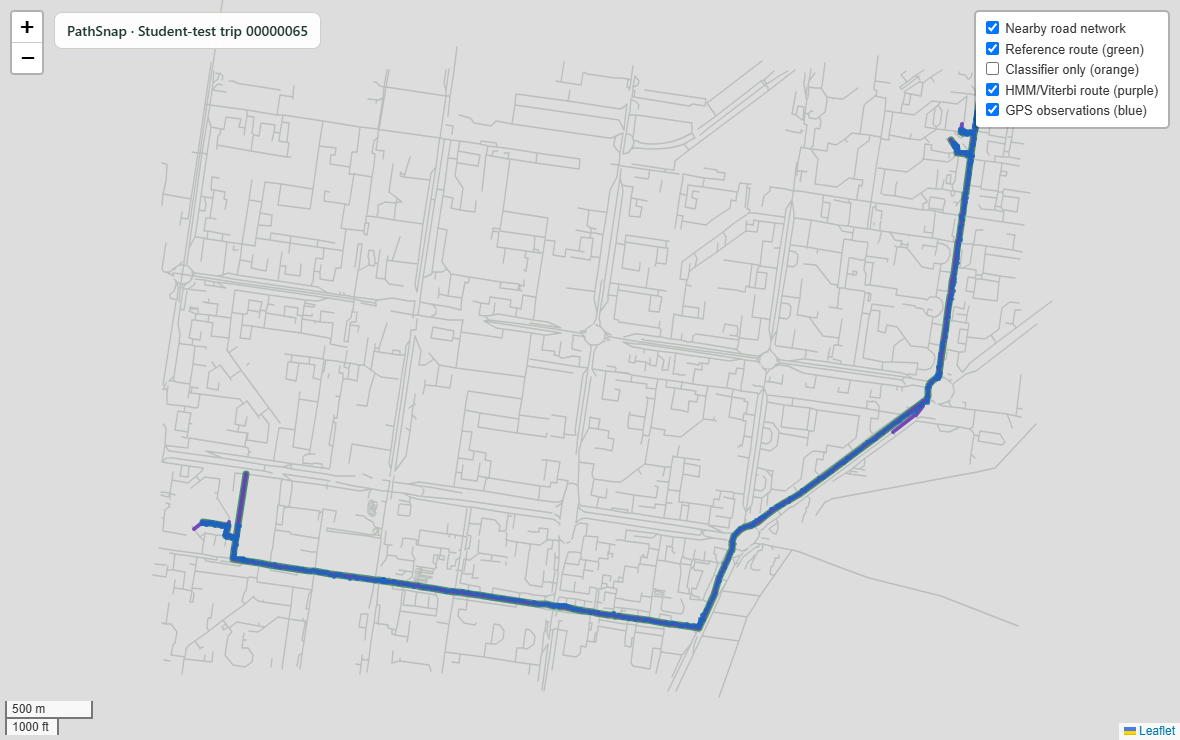 +
−
PathSnap · Student-test trip 00000065
Nearby road network
Reference route (green)
Classifier only (orange)
HMM/Viterbi route (purple)
GPS observations (blue)
500 m
1000 ft
Leaflet